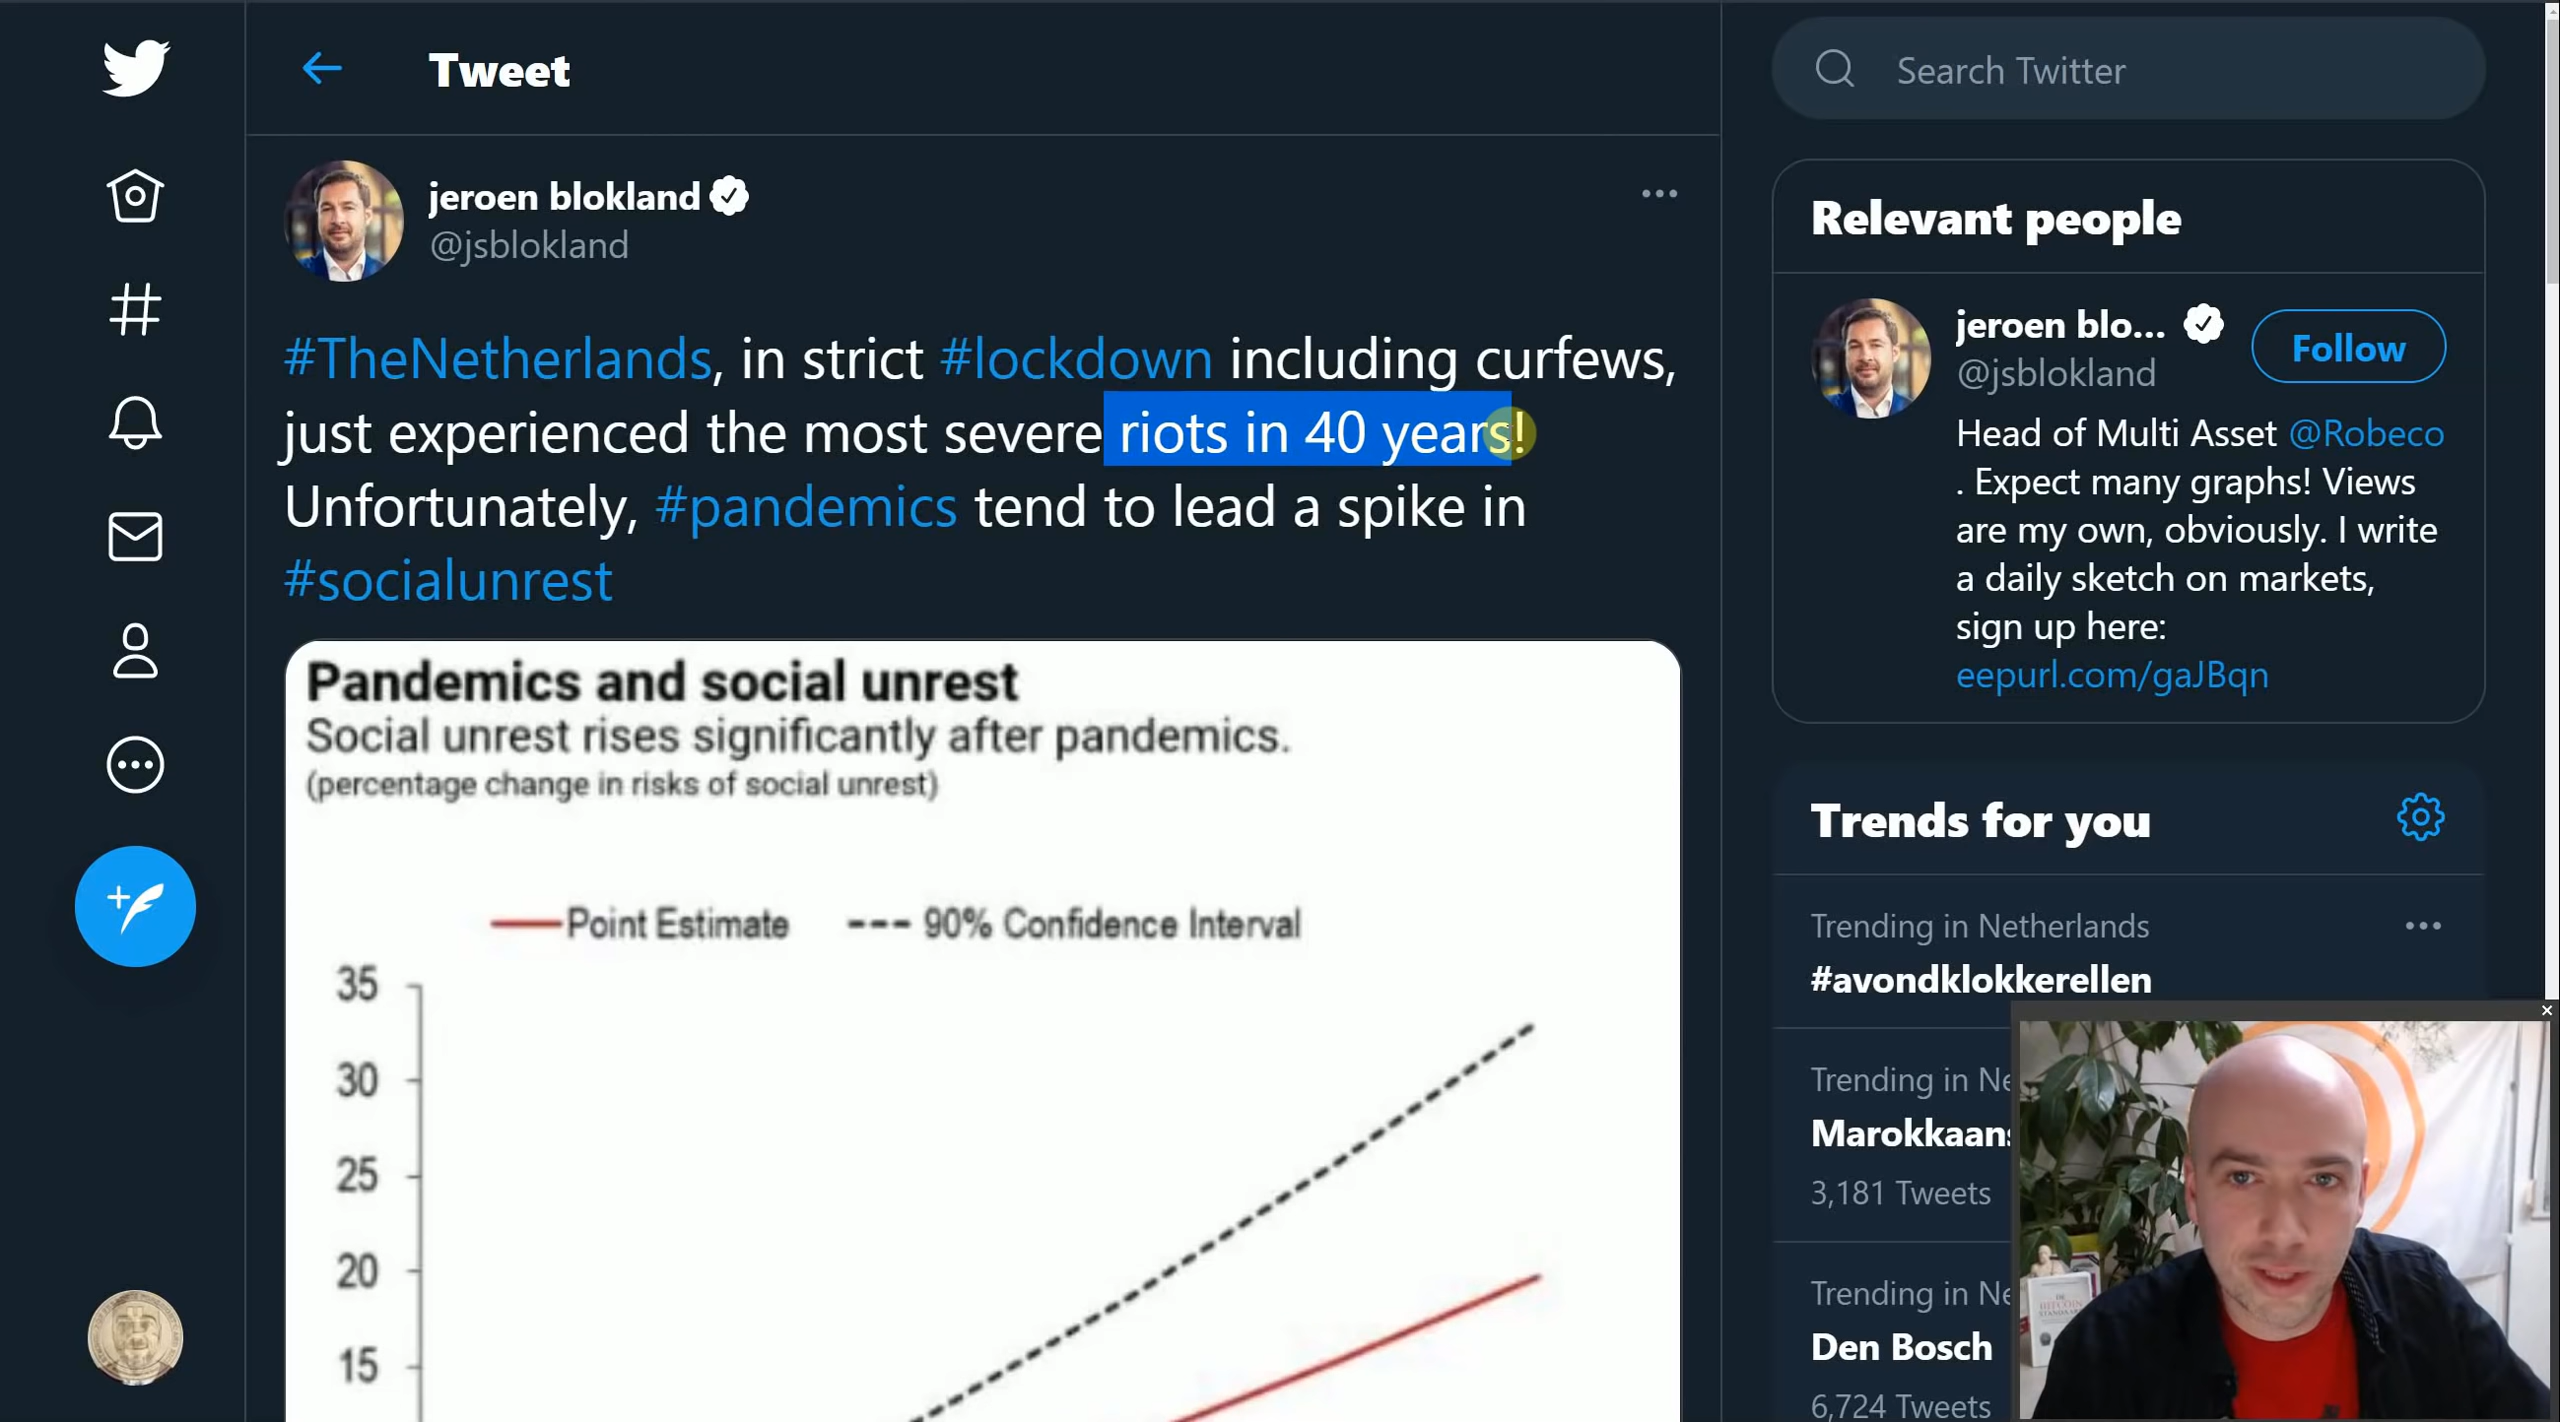 Tweet
Search Twitter
jeroen blokland
@jsblokland
#TheNetherlands, in strict #lockdown including curfews,
just experienced the most severe riots in 40 years!
Unfortunately, #pandemics tend to lead a spike in
#socialunrest
Pandemics and social unrest
Social unrest rises significantly after pandemics.
(percentage change in risks of social unrest)
Point Estimate
90% Confidence Interval
35
30
25
20
15
Relevant people
jeroen blo...
@jsblokland
Follow
Head of Multi Asset @Robeco
. Expect many graphs! Views
are my own, obviously. I write
a daily sketch on markets,
sign up here:
eepurl.com/gaJBqn
Trends for you
Trending in Netherlands
#avondklokkerellen
Trending in Ne
Marokkaans
3,181 Tweets
Trending in Ne
Den Bosch
6,724 Tweets
DE
BITCOIN
STANDAARD